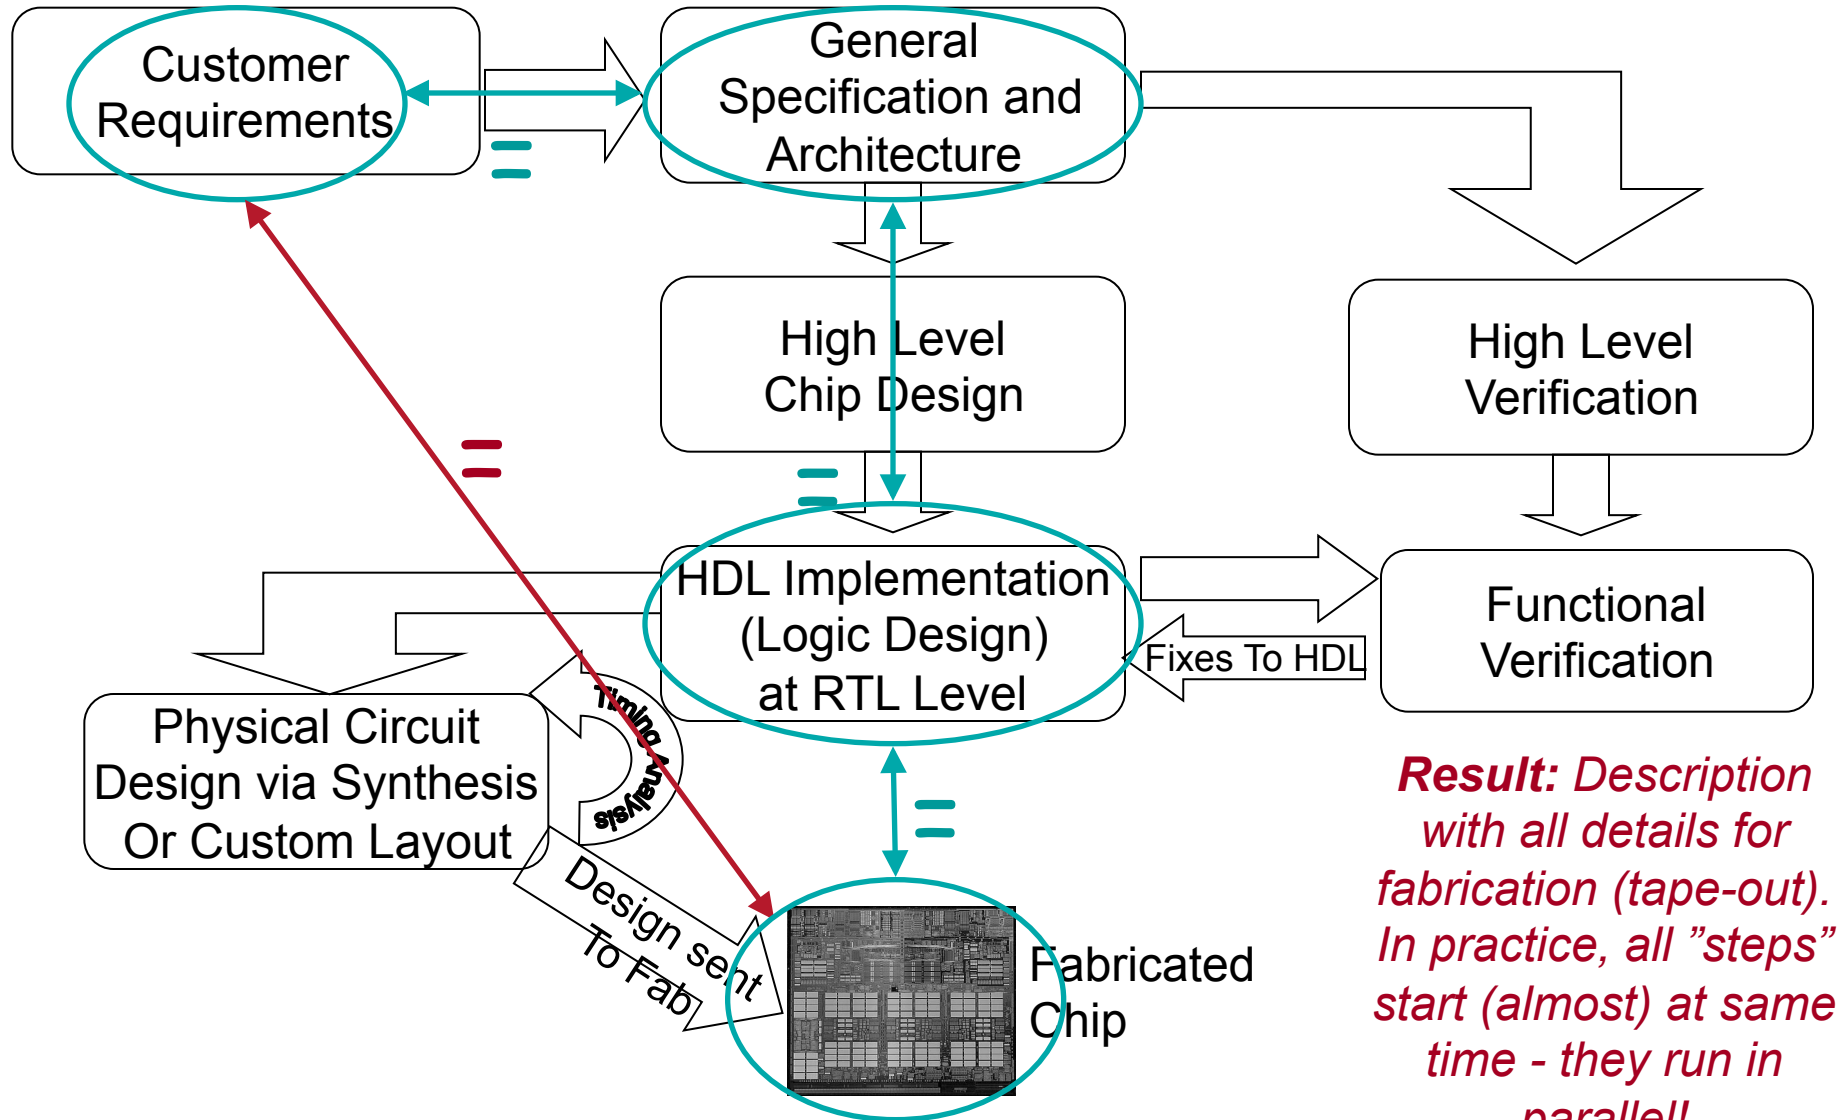 Customer
Requirements
General
Specification and
Architecture
=
High Level
Chip Design
High Level
Verification
=
=
HDL Implementation
(Logic Design)
at RTL Level
Functional
Verification
Fixes To HDL
Timing Analysis
Physical Circuit
Design via Synthesis
Or Custom Layout
=
Design sent
To Fab
Fabricated
Chip
Result: Description
with all details for
fabrication (tape-out).
In practice, all ”steps”
start (almost) at same
time - they run in
parallel!